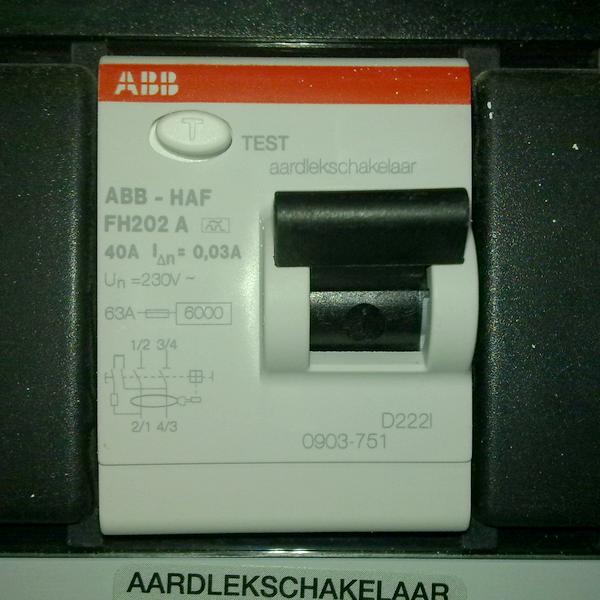 ABB
T TEST
aardlekschakelaar
ABB - HAF
FH202 A
40A IΔn = 0,03A
Un =230V ~
63A 6000
1/2 3/4
2/1 4/3
D222I
0903-751
AARDLEKSCHAKELAAR